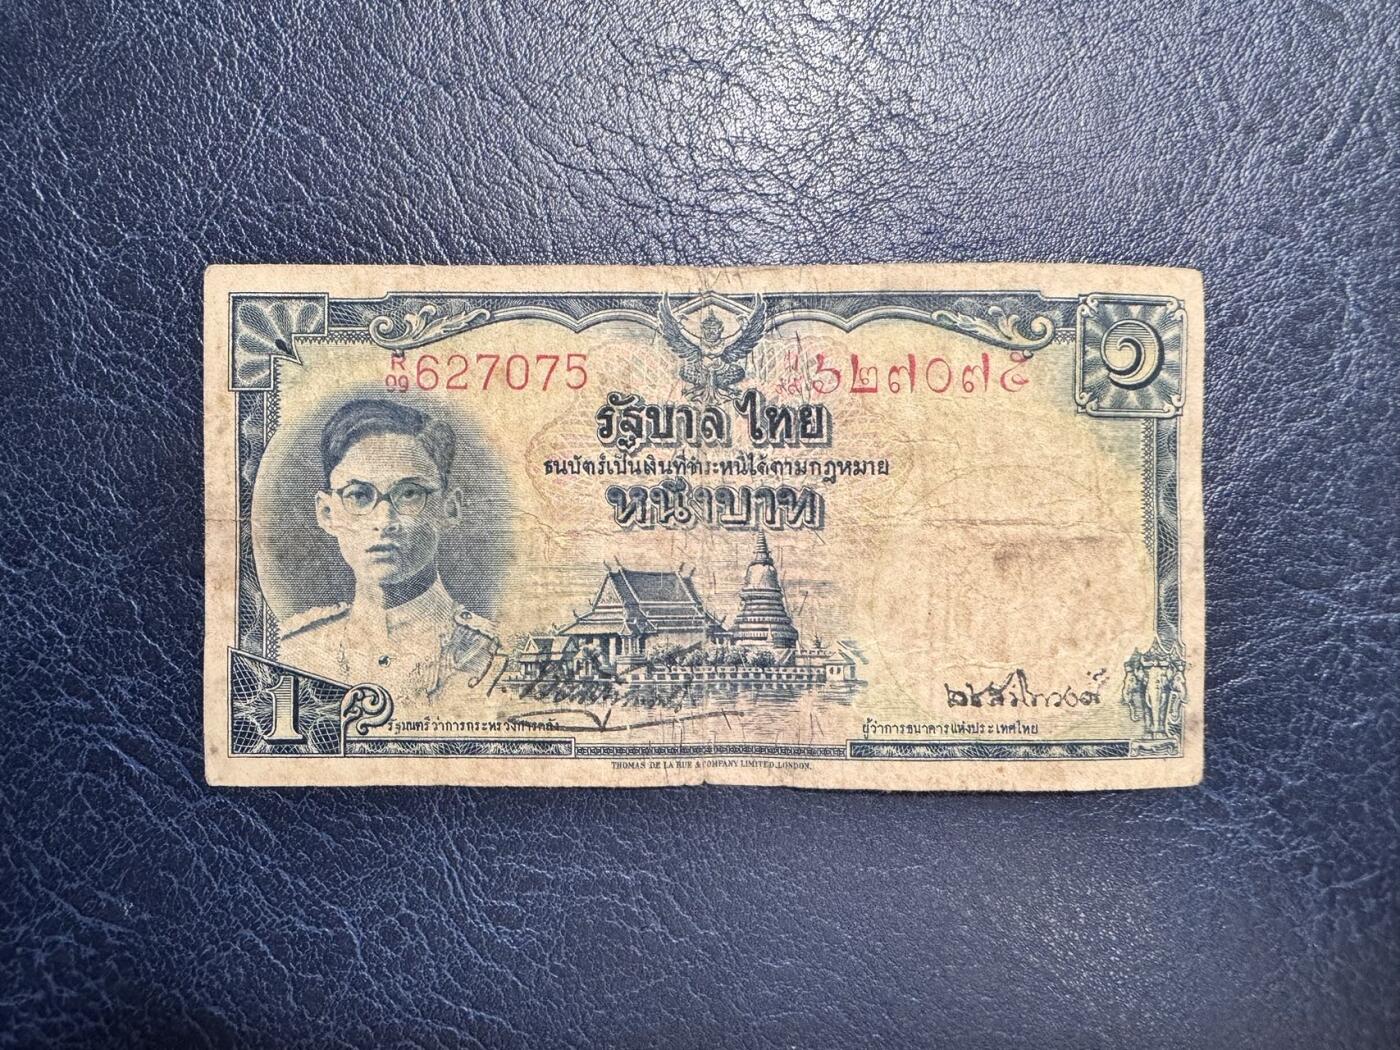 ๑
R
09 627075
๖๒๗๐๗๕
รัฐบาลไทย
ธนบัตร์เป็นเงินที่ชำระหนี้ได้ตามกฎหมาย
หนึ่งบาท
1
รัฐมนตรีว่าการกระทรวงการคลัง
ผู้ว่าการธนาคารแห่งประเทศไทย
THOMAS DE LA RUE & COMPANY LIMITED, LONDON.